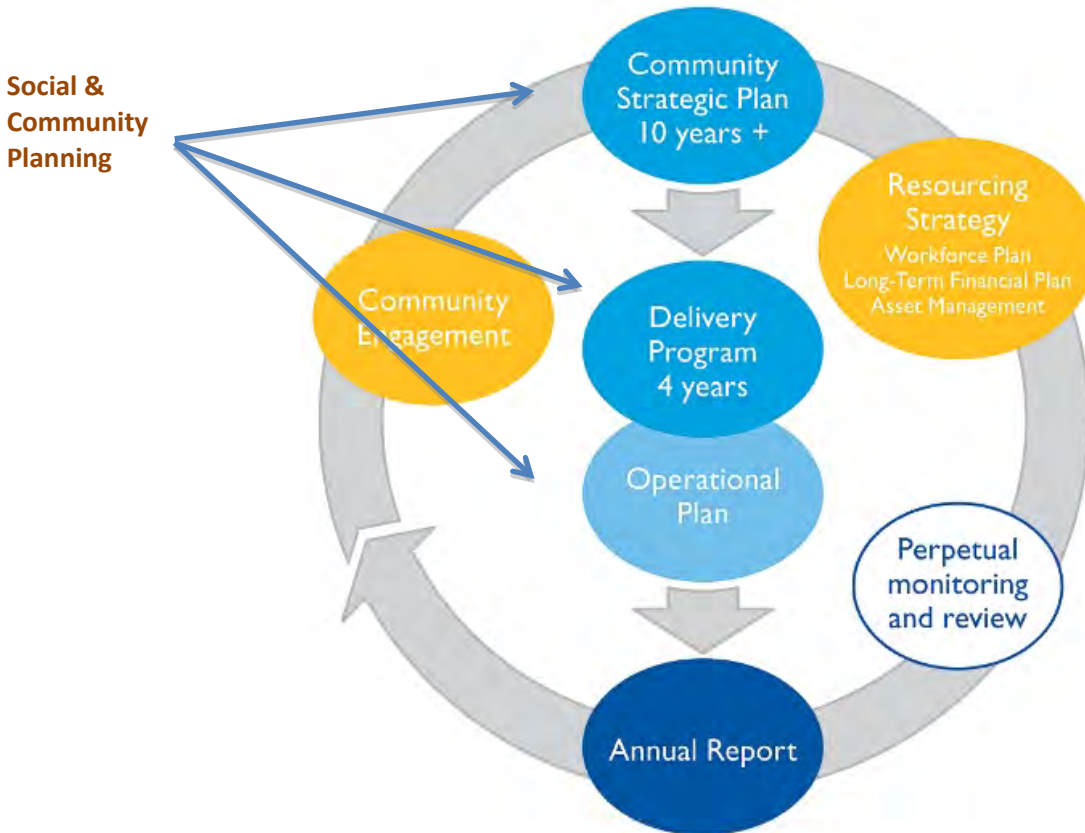 Social &
Community
Planning
Community
Strategic Plan
10 years +
Resourcing
Strategy
Workforce Plan
Long-Term Financial Plan
Asset Management
Community
Engagement
Delivery
Program
4 years
Operational
Plan
Perpetual
monitoring
and review
Annual Report